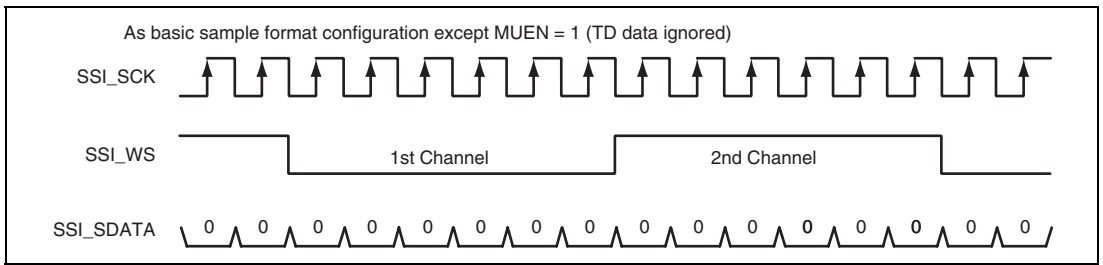 As basic sample format configuration except MUEN = 1 (TD data ignored)
SSI_SCK
SSI_WS 1st Channel 2nd Channel
SSI_SDATA 0 0 0 0 0 0 0 0 0 0 0 0 0 0 0 0